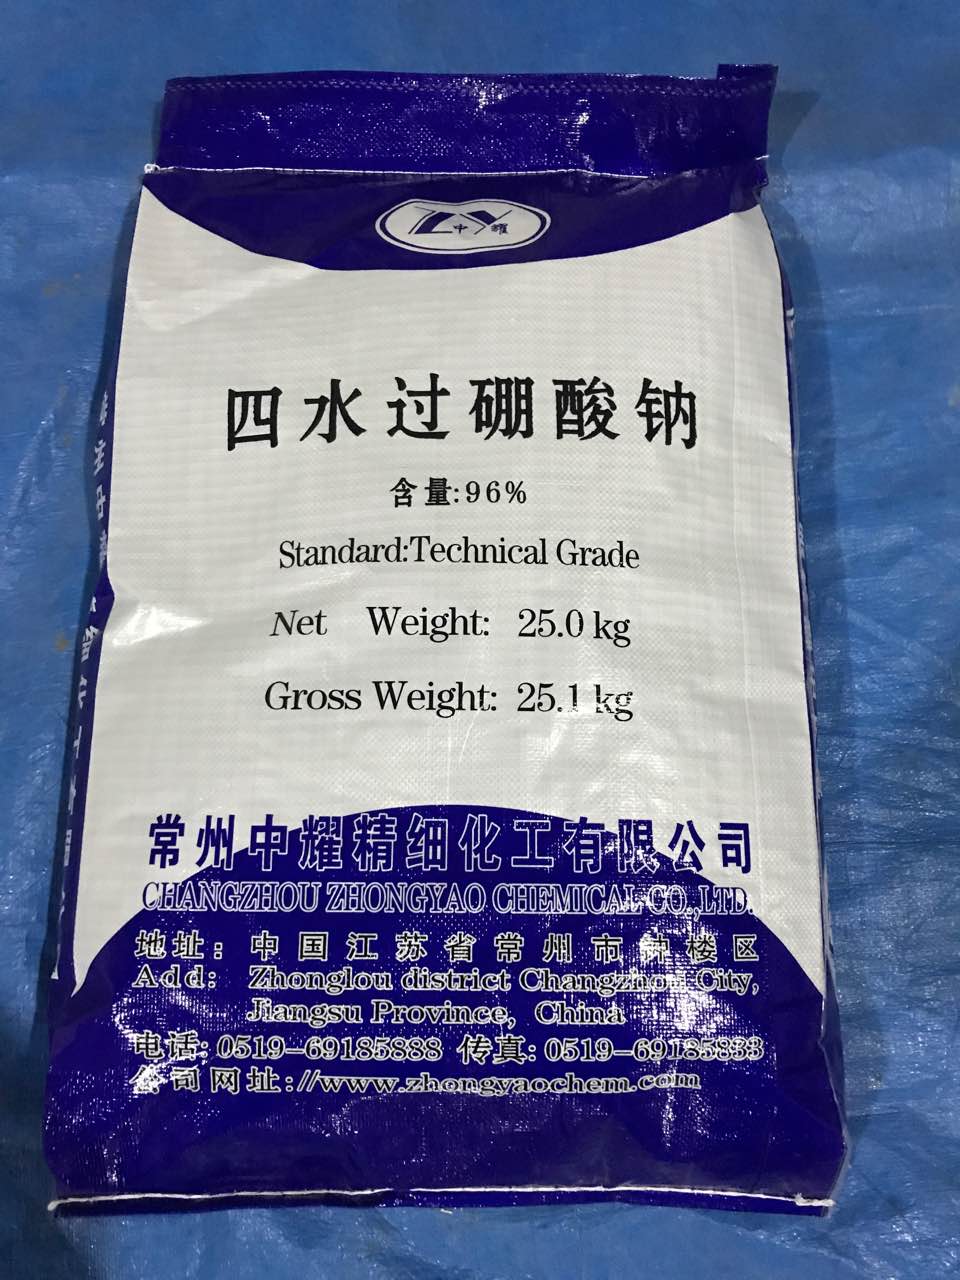 ZY
中 耀
四水过硼酸钠
含量:96%
Standard:Technical Grade
Net Weight: 25.0 kg
Gross Weight: 25.1 kg
常州中耀精细化工有限公司
CHANGZHOU ZHONGYAO CHEMICAL CO.,LTD.
地址: 中国江苏省常州市钟楼区
Add: Zhonglou district Changzhou City,
Jiangsu Province, China
电话: 0519-69185888 传真: 0519-69185833
公司网址://www.zhongyaochem.com